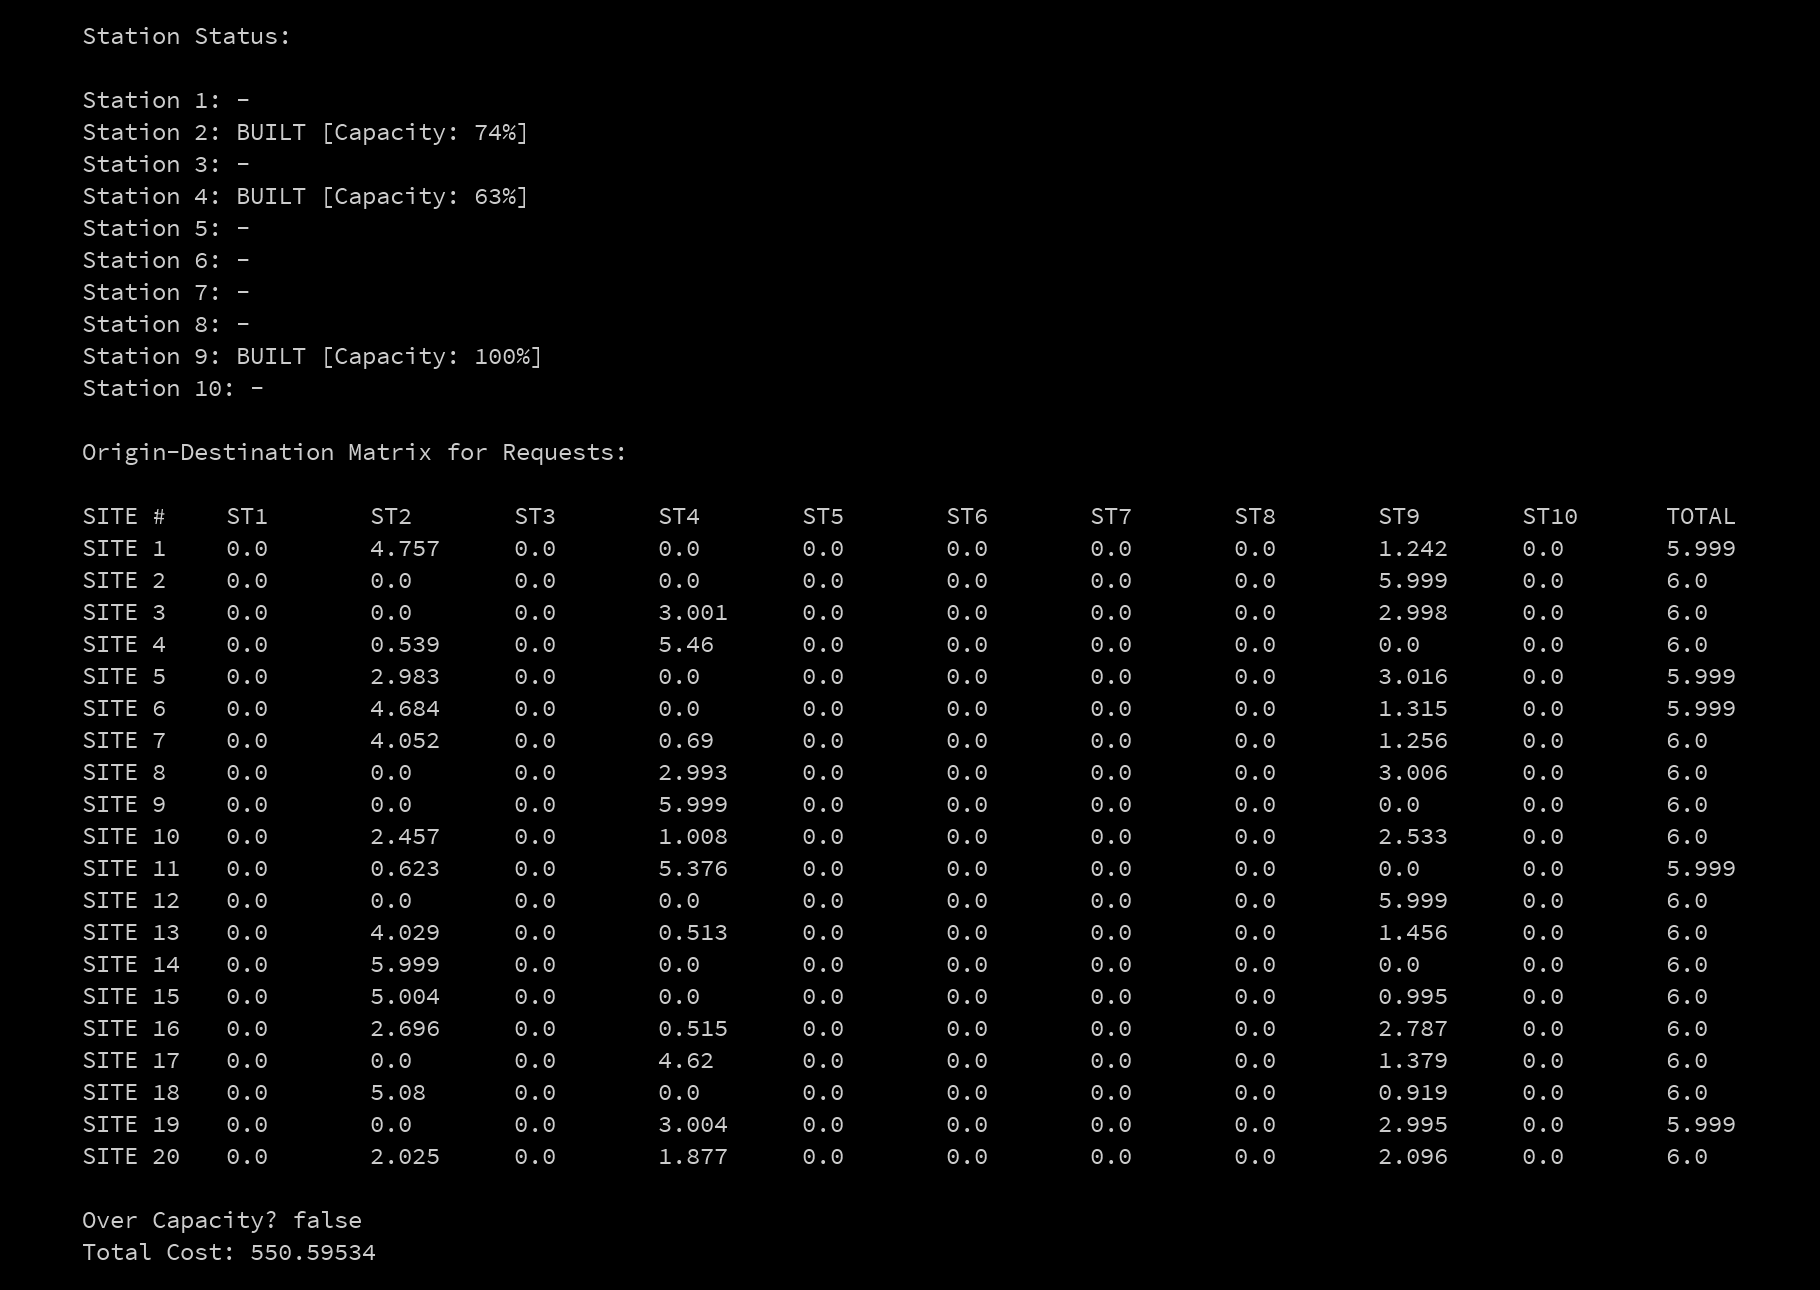 Station Status:
Station 1: -
Station 2: BUILT [Capacity: 74%]
Station 3: -
Station 4: BUILT [Capacity: 63%]
Station 5: -
Station 6: -
Station 7: -
Station 8: -
Station 9: BUILT [Capacity: 100%]
Station 10: -
Origin-Destination Matrix for Requests:
SITE # ST1 ST2 ST3 ST4 ST5 ST6 ST7 ST8 ST9 ST10 TOTAL
SITE 1 0.0 4.757 0.0 0.0 0.0 0.0 0.0 0.0 1.242 0.0 5.999
SITE 2 0.0 0.0 0.0 0.0 0.0 0.0 0.0 0.0 5.999 0.0 6.0
SITE 3 0.0 0.0 0.0 3.001 0.0 0.0 0.0 0.0 2.998 0.0 6.0
SITE 4 0.0 0.539 0.0 5.46 0.0 0.0 0.0 0.0 0.0 0.0 6.0
SITE 5 0.0 2.983 0.0 0.0 0.0 0.0 0.0 0.0 3.016 0.0 5.999
SITE 6 0.0 4.684 0.0 0.0 0.0 0.0 0.0 0.0 1.315 0.0 5.999
SITE 7 0.0 4.052 0.0 0.69 0.0 0.0 0.0 0.0 1.256 0.0 6.0
SITE 8 0.0 0.0 0.0 2.993 0.0 0.0 0.0 0.0 3.006 0.0 6.0
SITE 9 0.0 0.0 0.0 5.999 0.0 0.0 0.0 0.0 0.0 0.0 6.0
SITE 10 0.0 2.457 0.0 1.008 0.0 0.0 0.0 0.0 2.533 0.0 6.0
SITE 11 0.0 0.623 0.0 5.376 0.0 0.0 0.0 0.0 0.0 0.0 5.999
SITE 12 0.0 0.0 0.0 0.0 0.0 0.0 0.0 0.0 5.999 0.0 6.0
SITE 13 0.0 4.029 0.0 0.513 0.0 0.0 0.0 0.0 1.456 0.0 6.0
SITE 14 0.0 5.999 0.0 0.0 0.0 0.0 0.0 0.0 0.0 0.0 6.0
SITE 15 0.0 5.004 0.0 0.0 0.0 0.0 0.0 0.0 0.995 0.0 6.0
SITE 16 0.0 2.696 0.0 0.515 0.0 0.0 0.0 0.0 2.787 0.0 6.0
SITE 17 0.0 0.0 0.0 4.62 0.0 0.0 0.0 0.0 1.379 0.0 6.0
SITE 18 0.0 5.08 0.0 0.0 0.0 0.0 0.0 0.0 0.919 0.0 6.0
SITE 19 0.0 0.0 0.0 3.004 0.0 0.0 0.0 0.0 2.995 0.0 5.999
SITE 20 0.0 2.025 0.0 1.877 0.0 0.0 0.0 0.0 2.096 0.0 6.0
Over Capacity? false
Total Cost: 550.59534